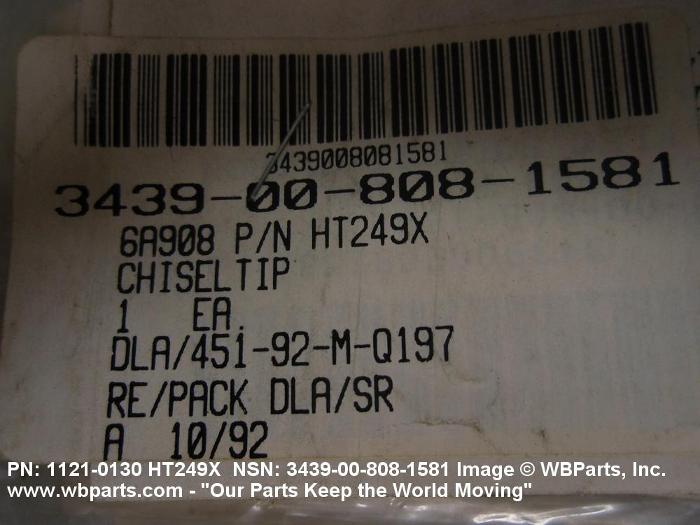 3439008081581
3439-00-808-1581
6A908 P/N HT249X
CHISELTIP
1 EA.
DLA/451-92-M-Q197
RE/PACK DLA/SR
A 10/92
PN: 1121-0130 HT249X NSN: 3439-00-808-1581 Image © WBParts, Inc.
www.wbparts.com - "Our Parts Keep the World Moving"